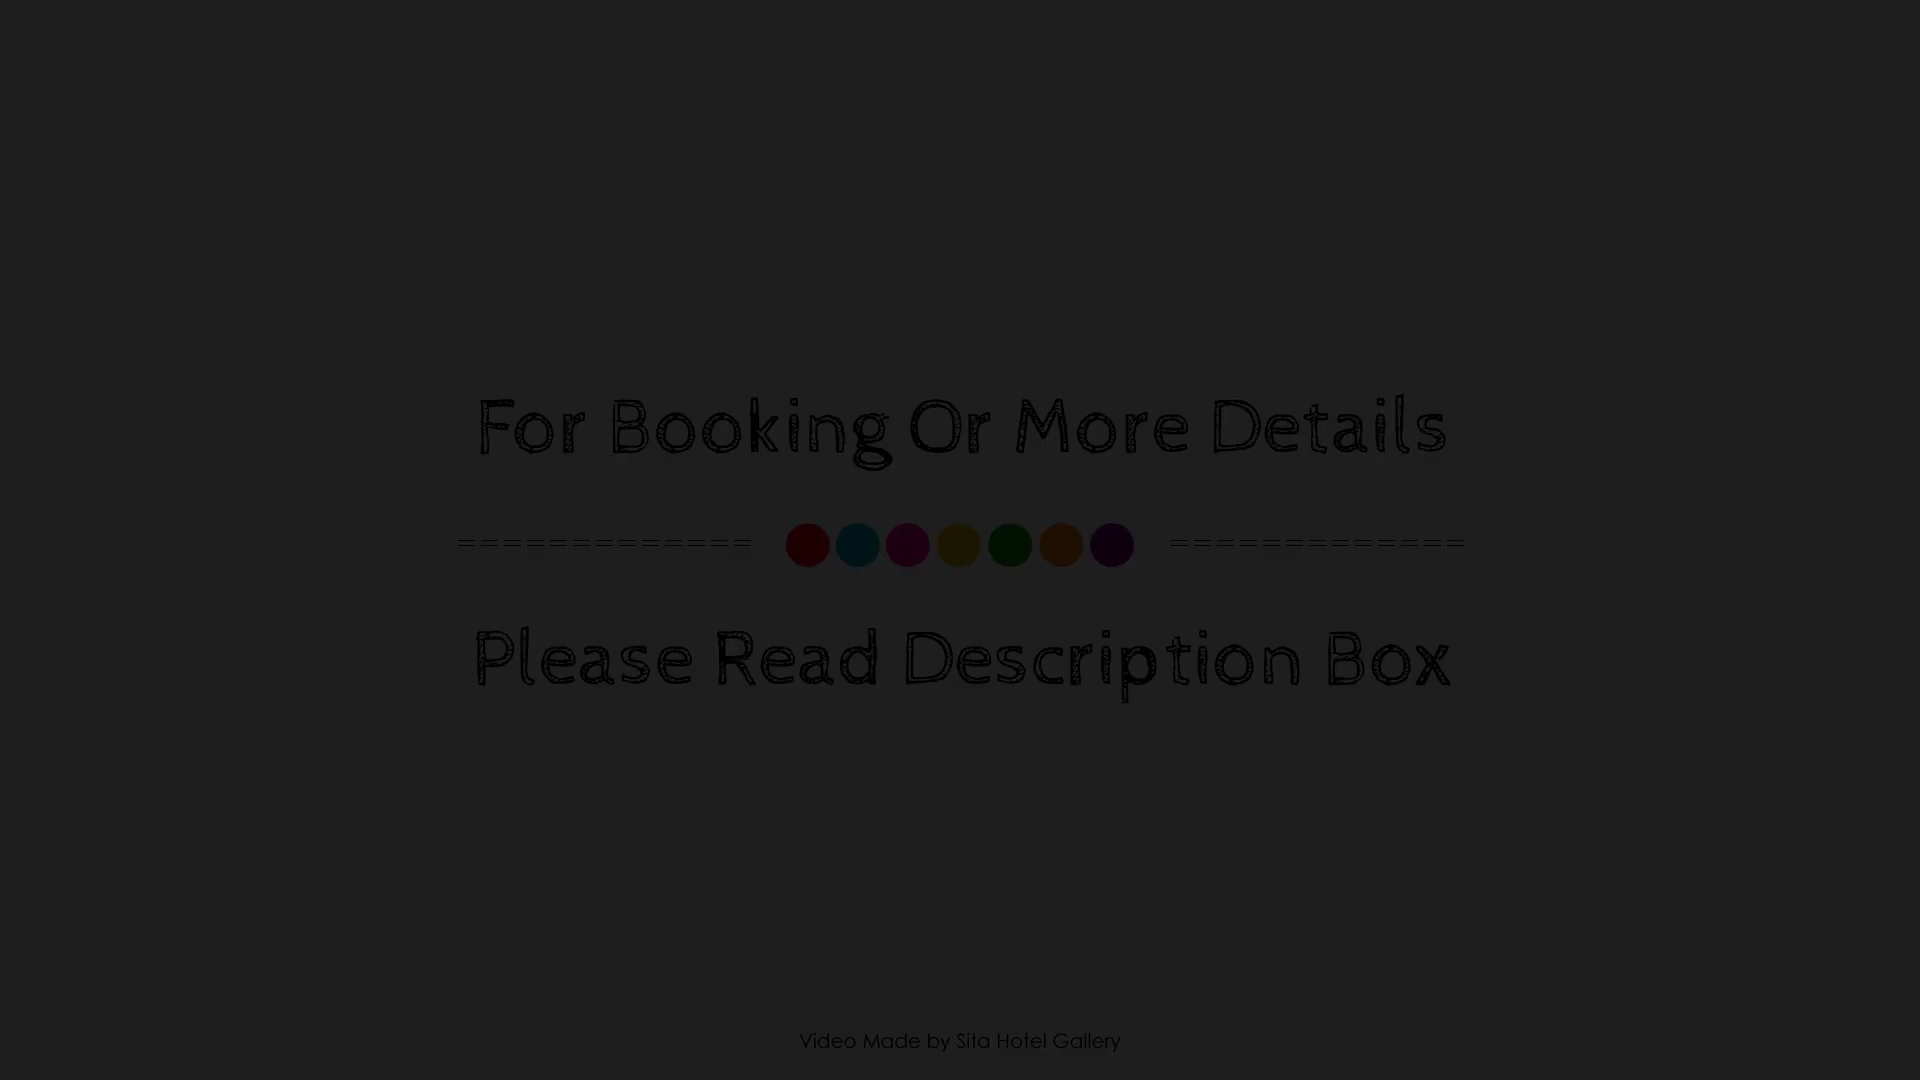 For Booking Or More Details
============= =============
Please Read Description Box
Video Made by Sita Hotel Gallery